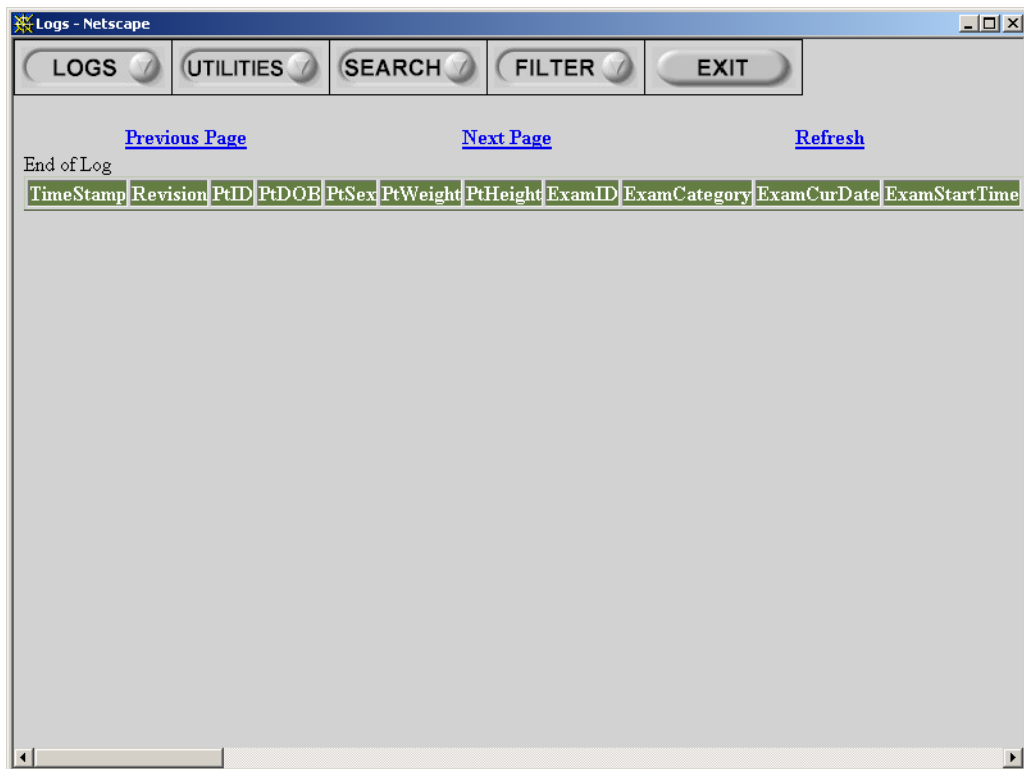 Logs - Netscape
LOGS UTILITIES SEARCH FILTER EXIT
Previous Page Next Page Refresh
End of Log
TimeStamp Revision PtID PtDOB PtSex PtWeight PtHeight ExamID ExamCategory ExamCurDate ExamStartTime